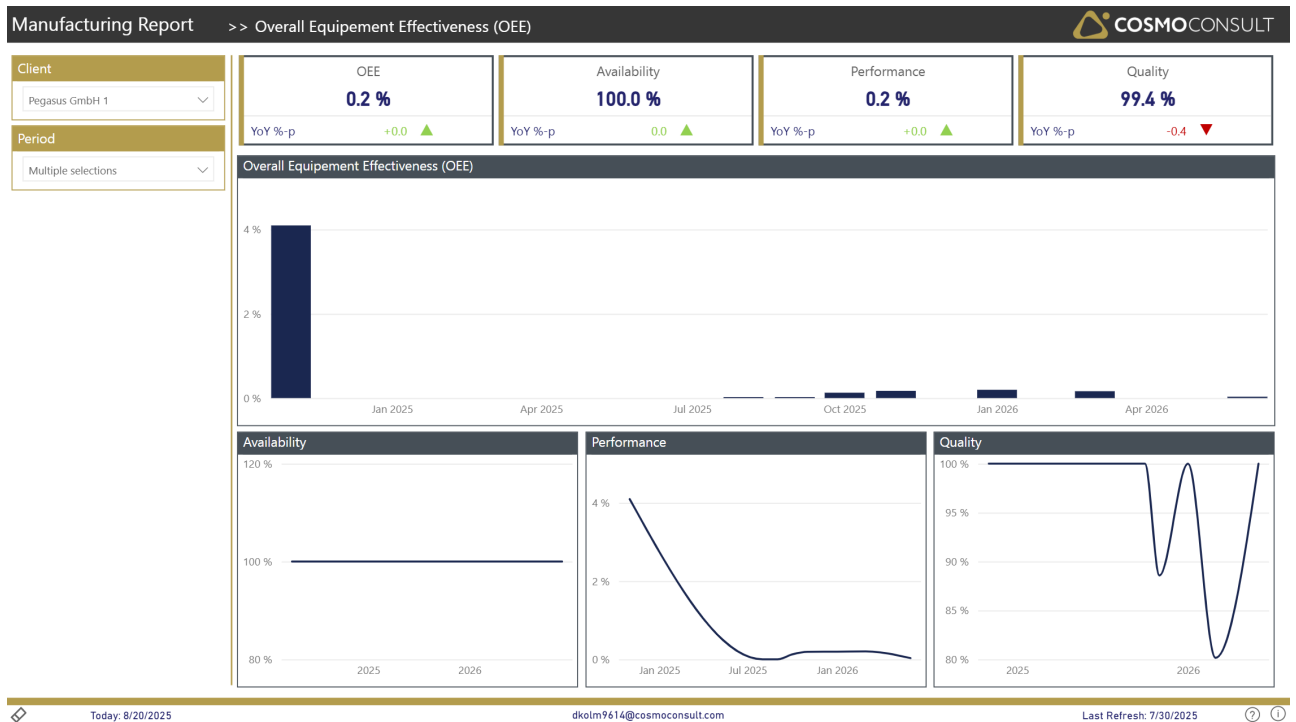 Manufacturing Report >> Overall Equipement Effectiveness (OEE) COSMOCONSULT
Client
Pegasus GmbH 1
Period
Multiple selections
OEE
0.2 %
YoY %-p +0.0
Availability
100.0 %
YoY %-p 0.0
Performance
0.2 %
YoY %-p +0.0
Quality
99.4 %
YoY %-p -0.4
Overall Equipement Effectiveness (OEE)
4 %
2 %
0 %
Jan 2025 Apr 2025 Jul 2025 Oct 2025 Jan 2026 Apr 2026
Availability
120 %
100 %
80 %
2025 2026
Performance
4 %
2 %
0 %
Jan 2025 Jul 2025 Jan 2026
Quality
100 %
95 %
90 %
85 %
80 %
2025 2026
Today: 8/20/2025 dkolm9614@cosmoconsult.com Last Refresh: 7/30/2025 ? i